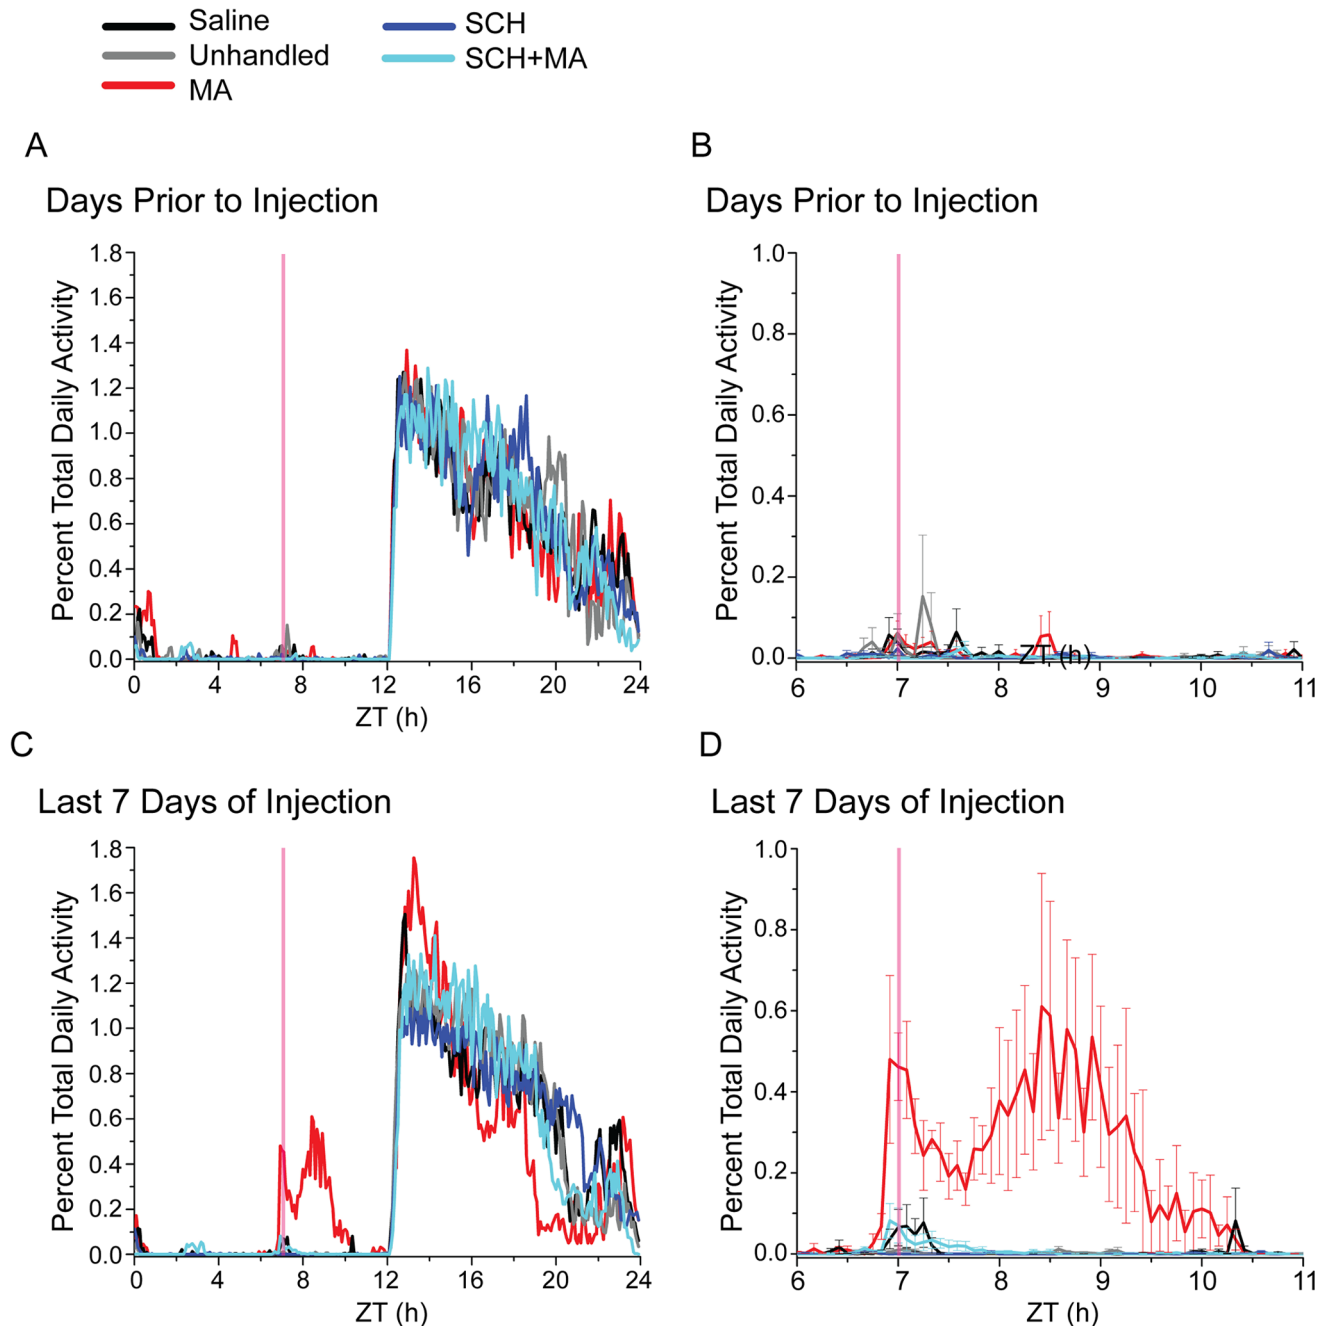 Saline
Unhandled
MA
SCH
SCH+MA
A
Days Prior to Injection
Percent Total Daily Activity
1.8
1.6
1.4
1.2
1.0
0.8
0.6
0.4
0.2
0.0
0 4 8 12 16 20 24
ZT (h)
B
Days Prior to Injection
Percent Total Daily Activity
1.0
0.8
0.6
0.4
0.2
0.0
ZT (h)
6 7 8 9 10 11
C
Last 7 Days of Injection
Percent Total Daily Activity
1.8
1.6
1.4
1.2
1.0
0.8
0.6
0.4
0.2
0.0
0 4 8 12 16 20 24
ZT (h)
D
Last 7 Days of Injection
Percent Total Daily Activity
1.0
0.8
0.6
0.4
0.2
0.0
6 7 8 9 10 11
ZT (h)